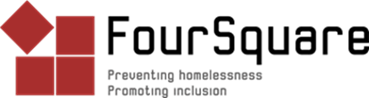 FourSquare
Preventing homelessness
Promoting inclusion